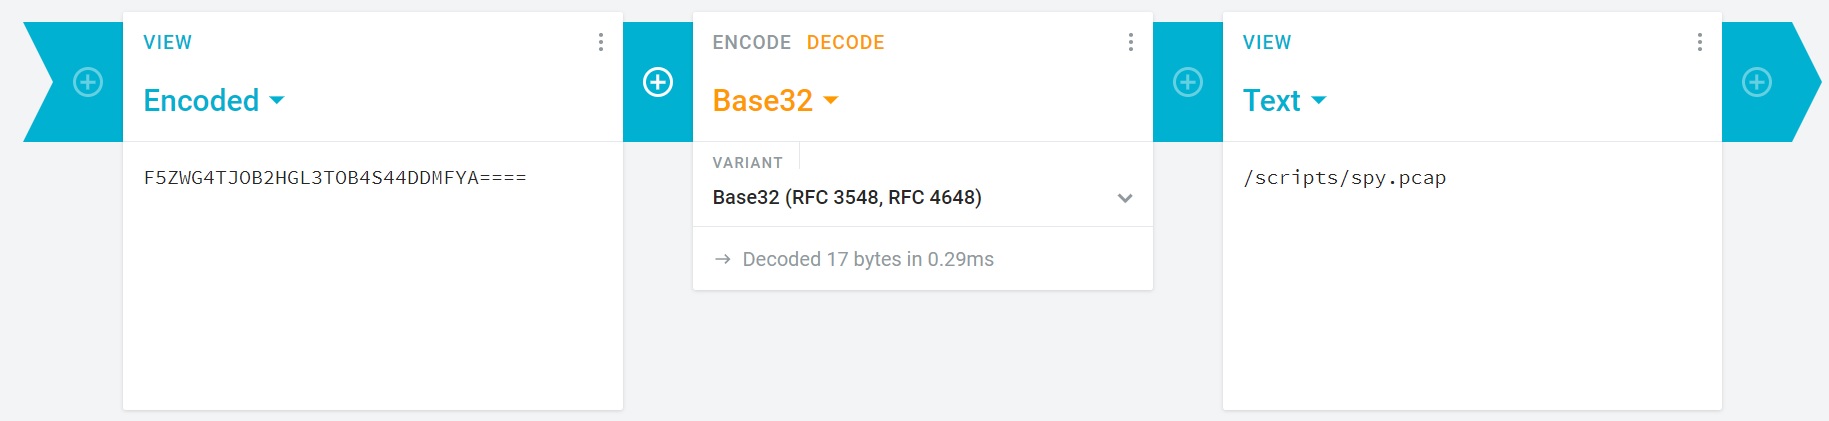 VIEW
Encoded
F5ZWG4TJOB2HGL3TOB4S44DDMFYA====
ENCODE DECODE
Base32
VARIANT
Base32 (RFC 3548, RFC 4648)
→ Decoded 17 bytes in 0.29ms
VIEW
Text
/scripts/spy.pcap